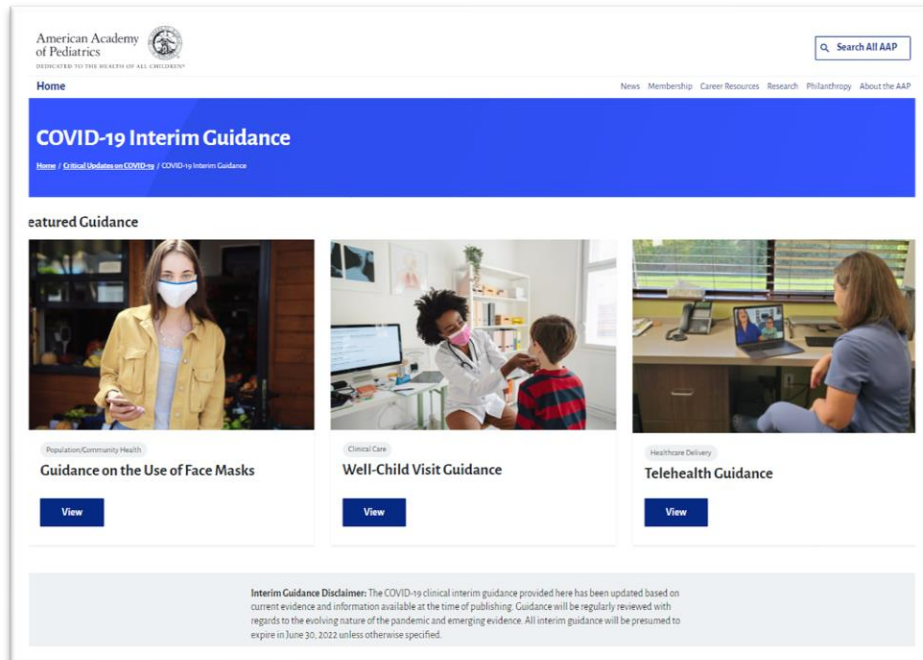 American Academy
of Pediatrics
DEDICATED TO THE HEALTH OF ALL CHILDREN®
Search All AAP
Home
News Membership Career Resources Research Philanthropy About the AAP
COVID-19 Interim Guidance
Home / Critical Updates on COVID-19 / COVID-19 Interim Guidance
eatured Guidance
Population/Community Health
Guidance on the Use of Face Masks
View
Clinical Care
Well-Child Visit Guidance
View
Healthcare Delivery
Telehealth Guidance
View
Interim Guidance Disclaimer: The COVID-19 clinical interim guidance provided here has been updated based on
current evidence and information available at the time of publishing. Guidance will be regularly reviewed with
regards to the evolving nature of the pandemic and emerging evidence. All interim guidance will be presumed to
expire in June 30, 2022 unless otherwise specified.